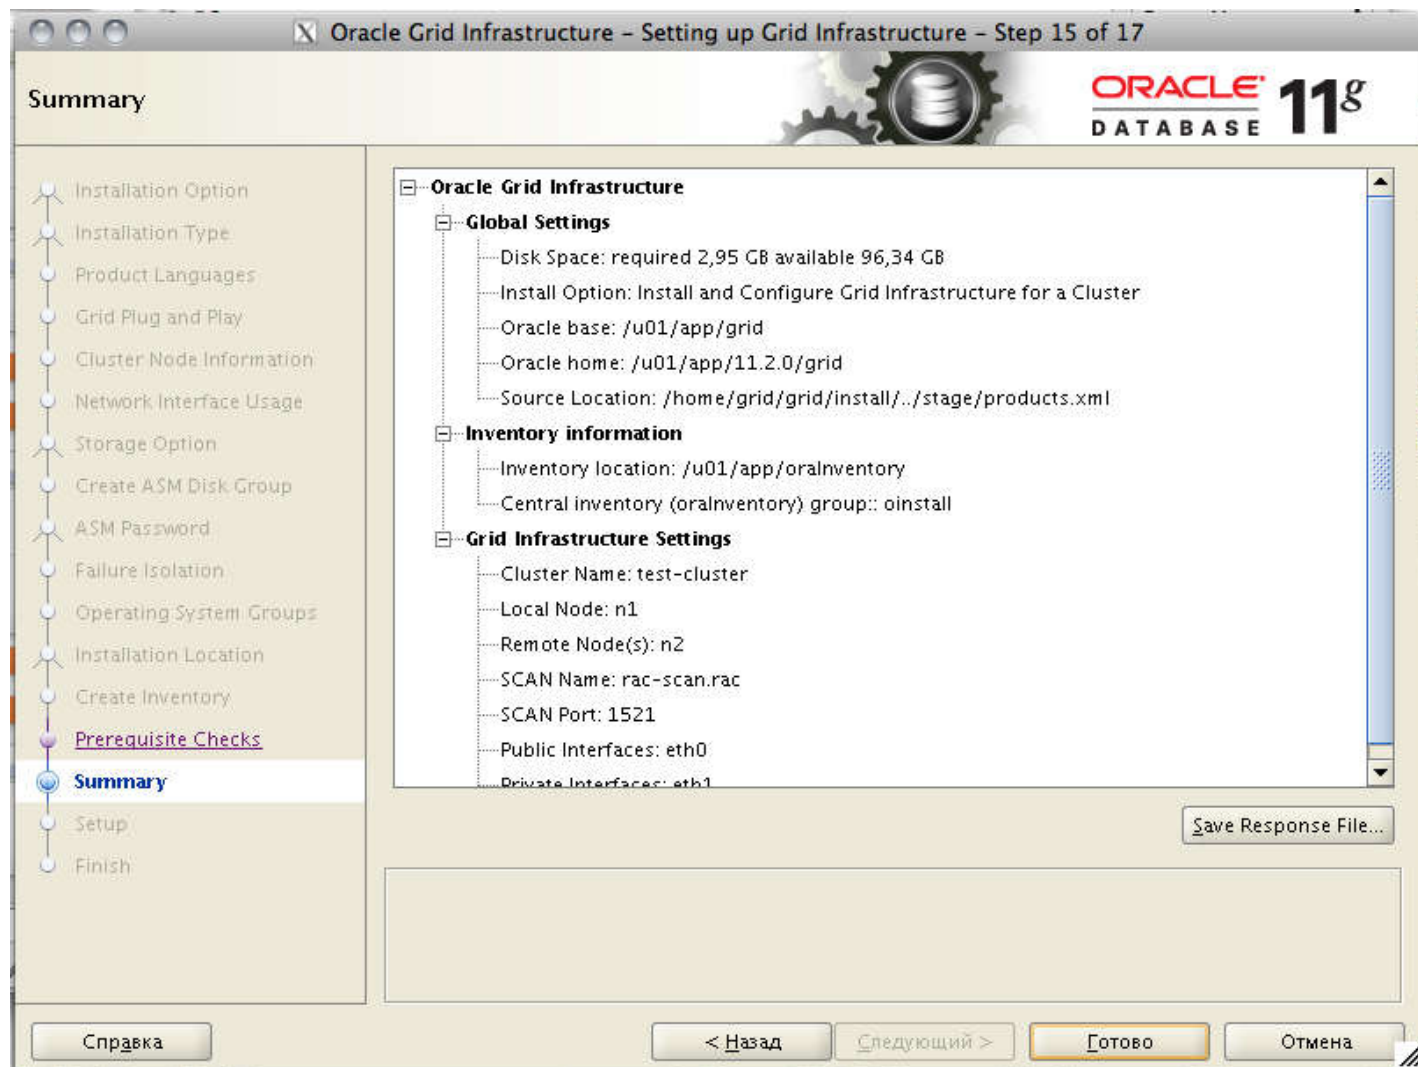 X Oracle Grid Infrastructure – Setting up Grid Infrastructure – Step 15 of 17
Summary
ORACLE
DATABASE
11g
Installation Option
Installation Type
Product Languages
Grid Plug and Play
Cluster Node Information
Network Interface Usage
Storage Option
Create ASM Disk Group
ASM Password
Failure Isolation
Operating System Groups
Installation Location
Create Inventory
Prerequisite Checks
Summary
Setup
Finish
Oracle Grid Infrastructure
Global Settings
Disk Space: required 2,95 GB available 96,34 GB
Install Option: Install and Configure Grid Infrastructure for a Cluster
Oracle base: /u01/app/grid
Oracle home: /u01/app/11.2.0/grid
Source Location: /home/grid/grid/install/../stage/products.xml
Inventory information
Inventory location: /u01/app/oraInventory
Central inventory (oraInventory) group:: oinstall
Grid Infrastructure Settings
Cluster Name: test-cluster
Local Node: n1
Remote Node(s): n2
SCAN Name: rac-scan.rac
SCAN Port: 1521
Public Interfaces: eth0
Private Interfaces: eth1
Save Response File...
Справка
< Назад
Следующий >
Готово
Отмена